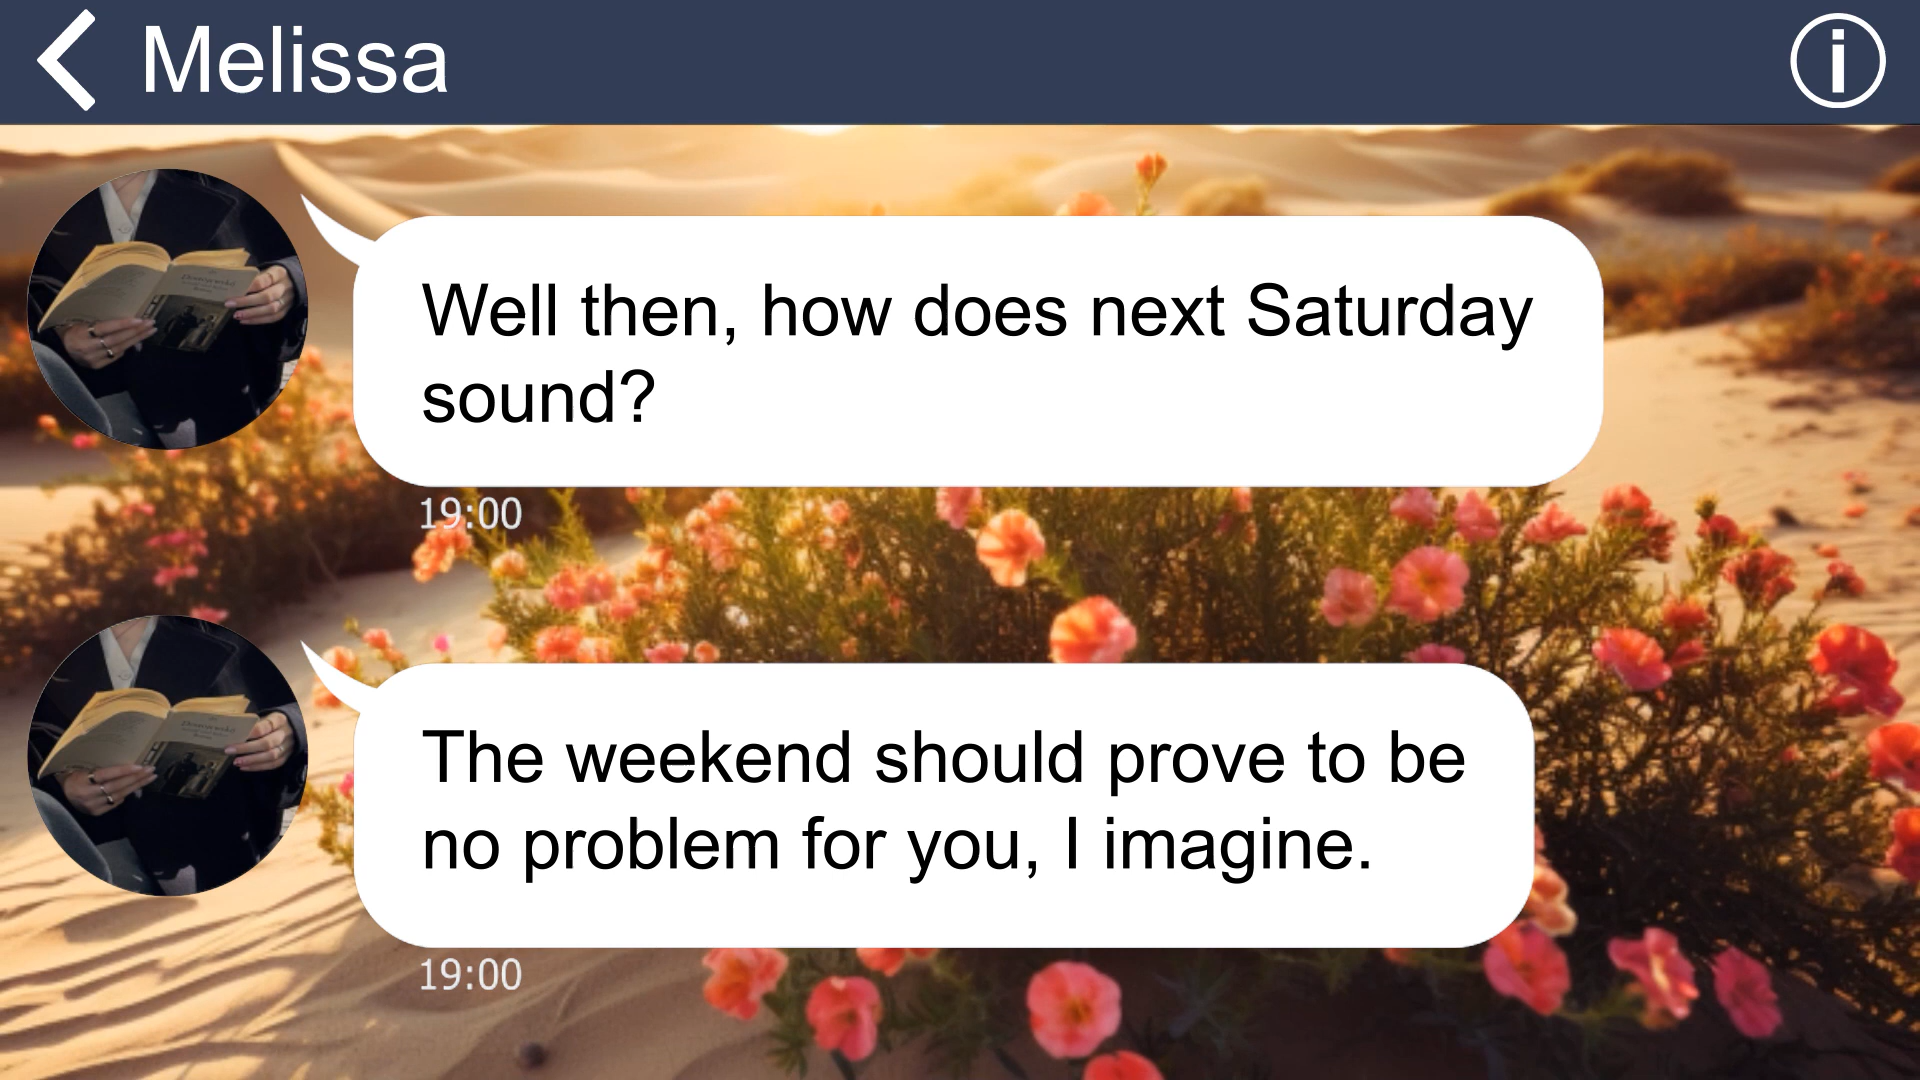 Melissa
Well then, how does next Saturday
sound?
19:00
The weekend should prove to be
no problem for you, I imagine.
19:00